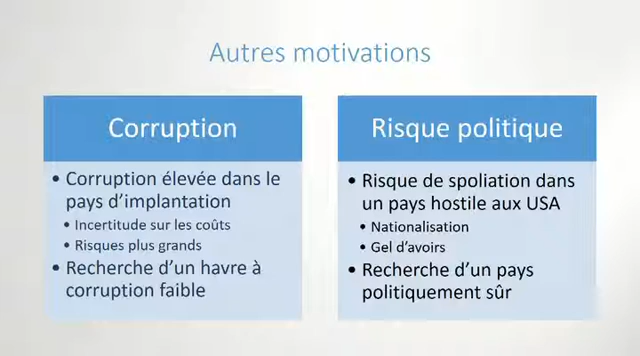 Autres motivations
Corruption
• Corruption élevée dans le
pays d'implantation
• Incertitude sur les coûts
• Risques plus grands
• Recherche d'un havre à
corruption faible
Risque politique
• Risque de spoliation dans
un pays hostile aux USA
• Nationalisation
• Gel d'avoirs
• Recherche d'un pays
politiquement sûr